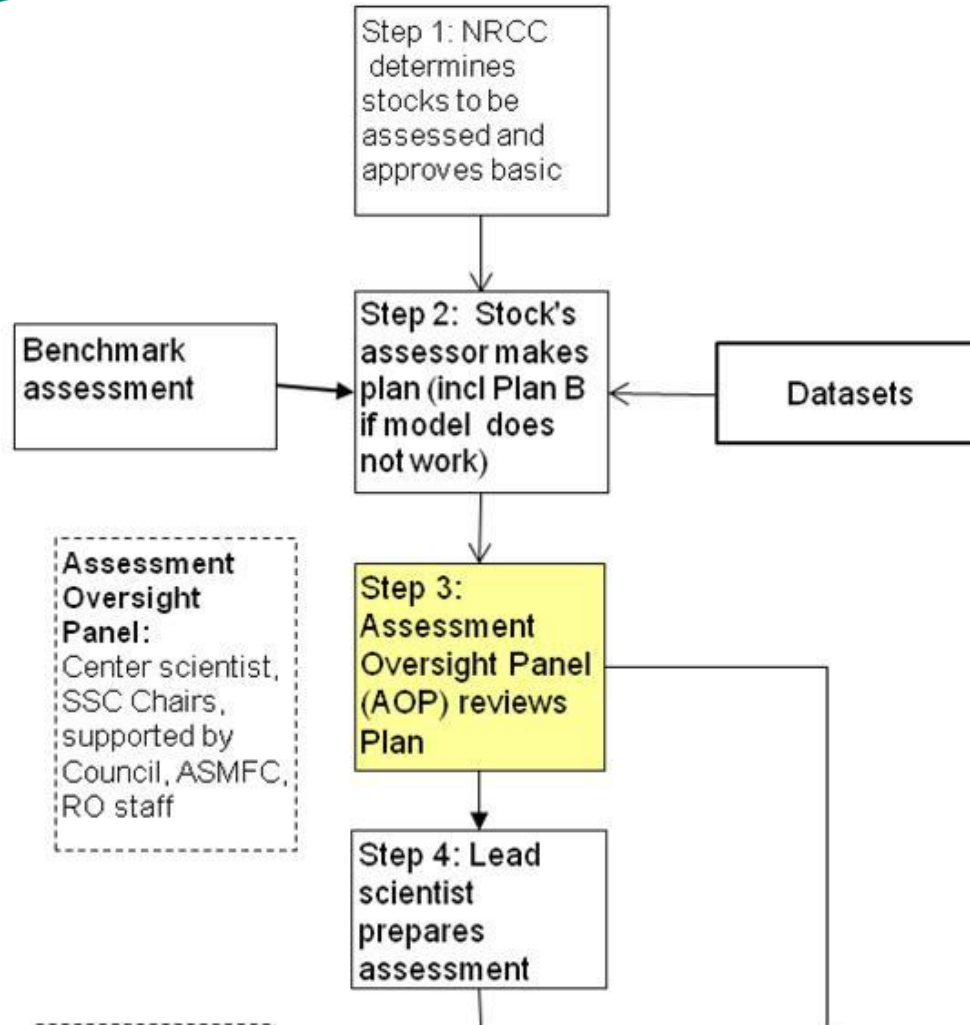 Step 1: NRCC
determines
stocks to be
assessed and
approves basic
Step 2: Stock's
assessor makes
plan (incl Plan B
if model does
not work)
Benchmark
assessment
Datasets
Assessment
Oversight
Panel:
Center scientist,
SSC Chairs,
supported by
Council, ASMFC,
RO staff
Step 3:
Assessment
Oversight Panel
(AOP) reviews
Plan
Step 4: Lead
scientist
prepares
assessment